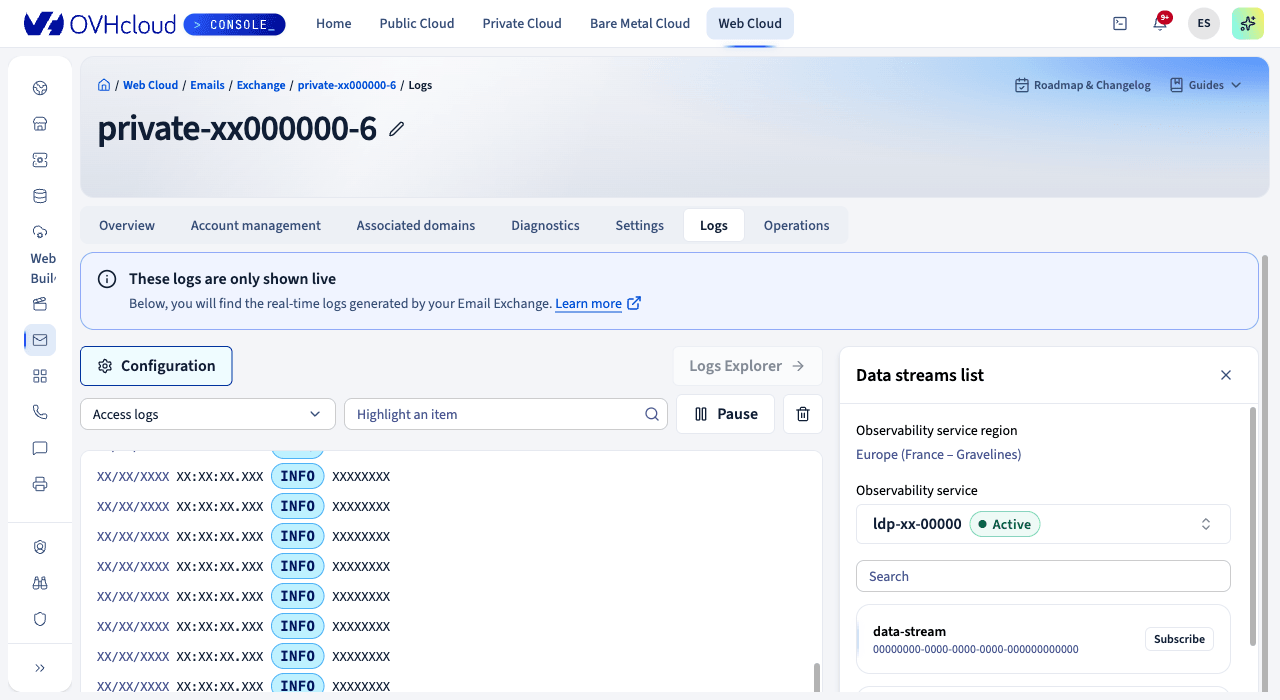 OVHcloud > CONSOLE_ Home Public Cloud Private Cloud Bare Metal Cloud Web Cloud 9+ ES
/ Web Cloud / Emails / Exchange / private-xx000000-6 / Logs
Roadmap & Changelog Guides
private-xx000000-6
Overview Account management Associated domains Diagnostics Settings Logs Operations
Web
These logs are only shown live
Below, you will find the real-time logs generated by your Email Exchange. Learn more
Configuration Logs Explorer
Access logs Highlight an item Pause
XX/XX/XXXX XX:XX:XX.XXX INFO XXXXXXXX
XX/XX/XXXX XX:XX:XX.XXX INFO XXXXXXXX
XX/XX/XXXX XX:XX:XX.XXX INFO XXXXXXXX
XX/XX/XXXX XX:XX:XX.XXX INFO XXXXXXXX
XX/XX/XXXX XX:XX:XX.XXX INFO XXXXXXXX
XX/XX/XXXX XX:XX:XX.XXX INFO XXXXXXXX
XX/XX/XXXX XX:XX:XX.XXX INFO XXXXXXXX
XX/XX/XXXX XX:XX:XX.XXX INFO XXXXXXXX
Data streams list
Observability service region
Europe (France – Gravelines)
Observability service
ldp-xx-00000 Active
Search
data-stream
00000000-0000-0000-0000-000000000000
Subscribe